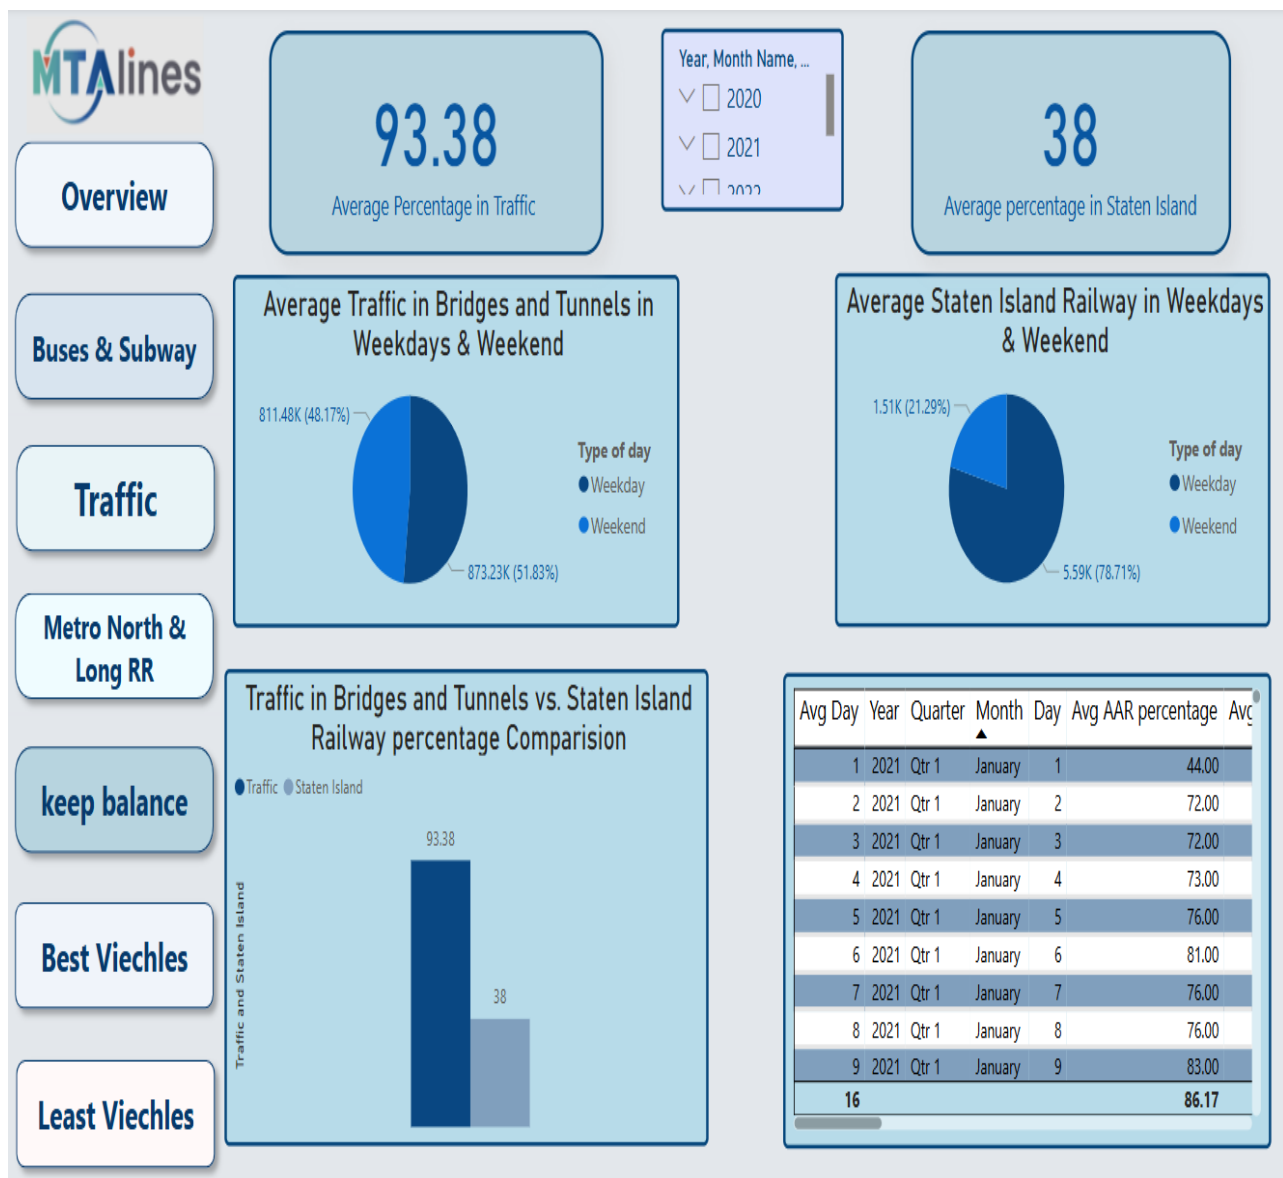 MTAlines
Overview
Buses & Subway
Traffic
Metro North &
Long RR
keep balance
Best Viechles
Least Viechles
93.38
Average Percentage in Traffic
Year, Month Name, ...
2020
2021
2022
38
Average percentage in Staten Island
Average Traffic in Bridges and Tunnels in
Weekdays & Weekend
811.48K (48.17%)
873.23K (51.83%)
Type of day
Weekday
Weekend
Average Staten Island Railway in Weekdays
& Weekend
1.51K (21.29%)
5.59K (78.71%)
Type of day
Weekday
Weekend
Traffic in Bridges and Tunnels vs. Staten Island
Railway percentage Comparision
Traffic Staten Island
Traffic and Staten Island
93.38
38
Avg Day Year Quarter Month Day Avg AAR percentage Avg
1 2021 Qtr 1 January 1 44.00
2 2021 Qtr 1 January 2 72.00
3 2021 Qtr 1 January 3 72.00
4 2021 Qtr 1 January 4 73.00
5 2021 Qtr 1 January 5 76.00
6 2021 Qtr 1 January 6 81.00
7 2021 Qtr 1 January 7 76.00
8 2021 Qtr 1 January 8 76.00
9 2021 Qtr 1 January 9 83.00
16 86.17